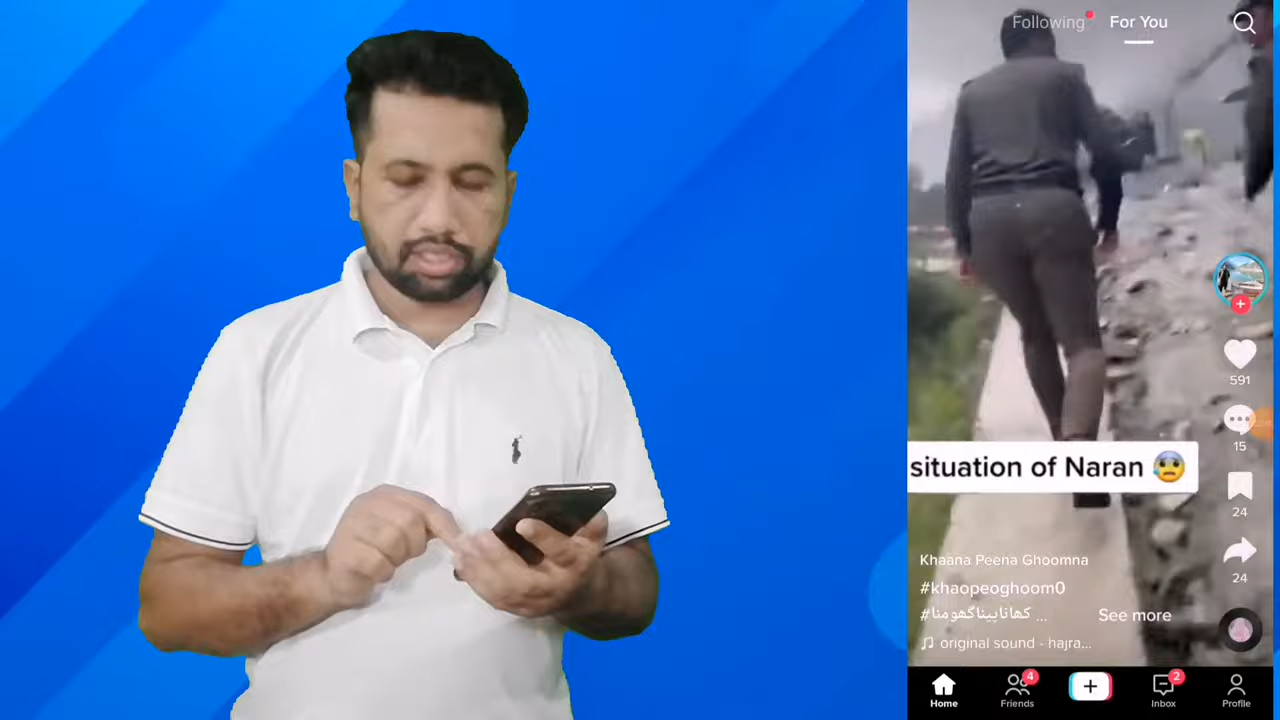 Following
For You
591
15
situation of Naran 😰
24
24
Khaana Peena Ghoomna
#khaopeoghoom0
#کھاناپیناگھومنا ...
See more
original sound - hajra...
4
2
Home
Friends
Inbox
Profile